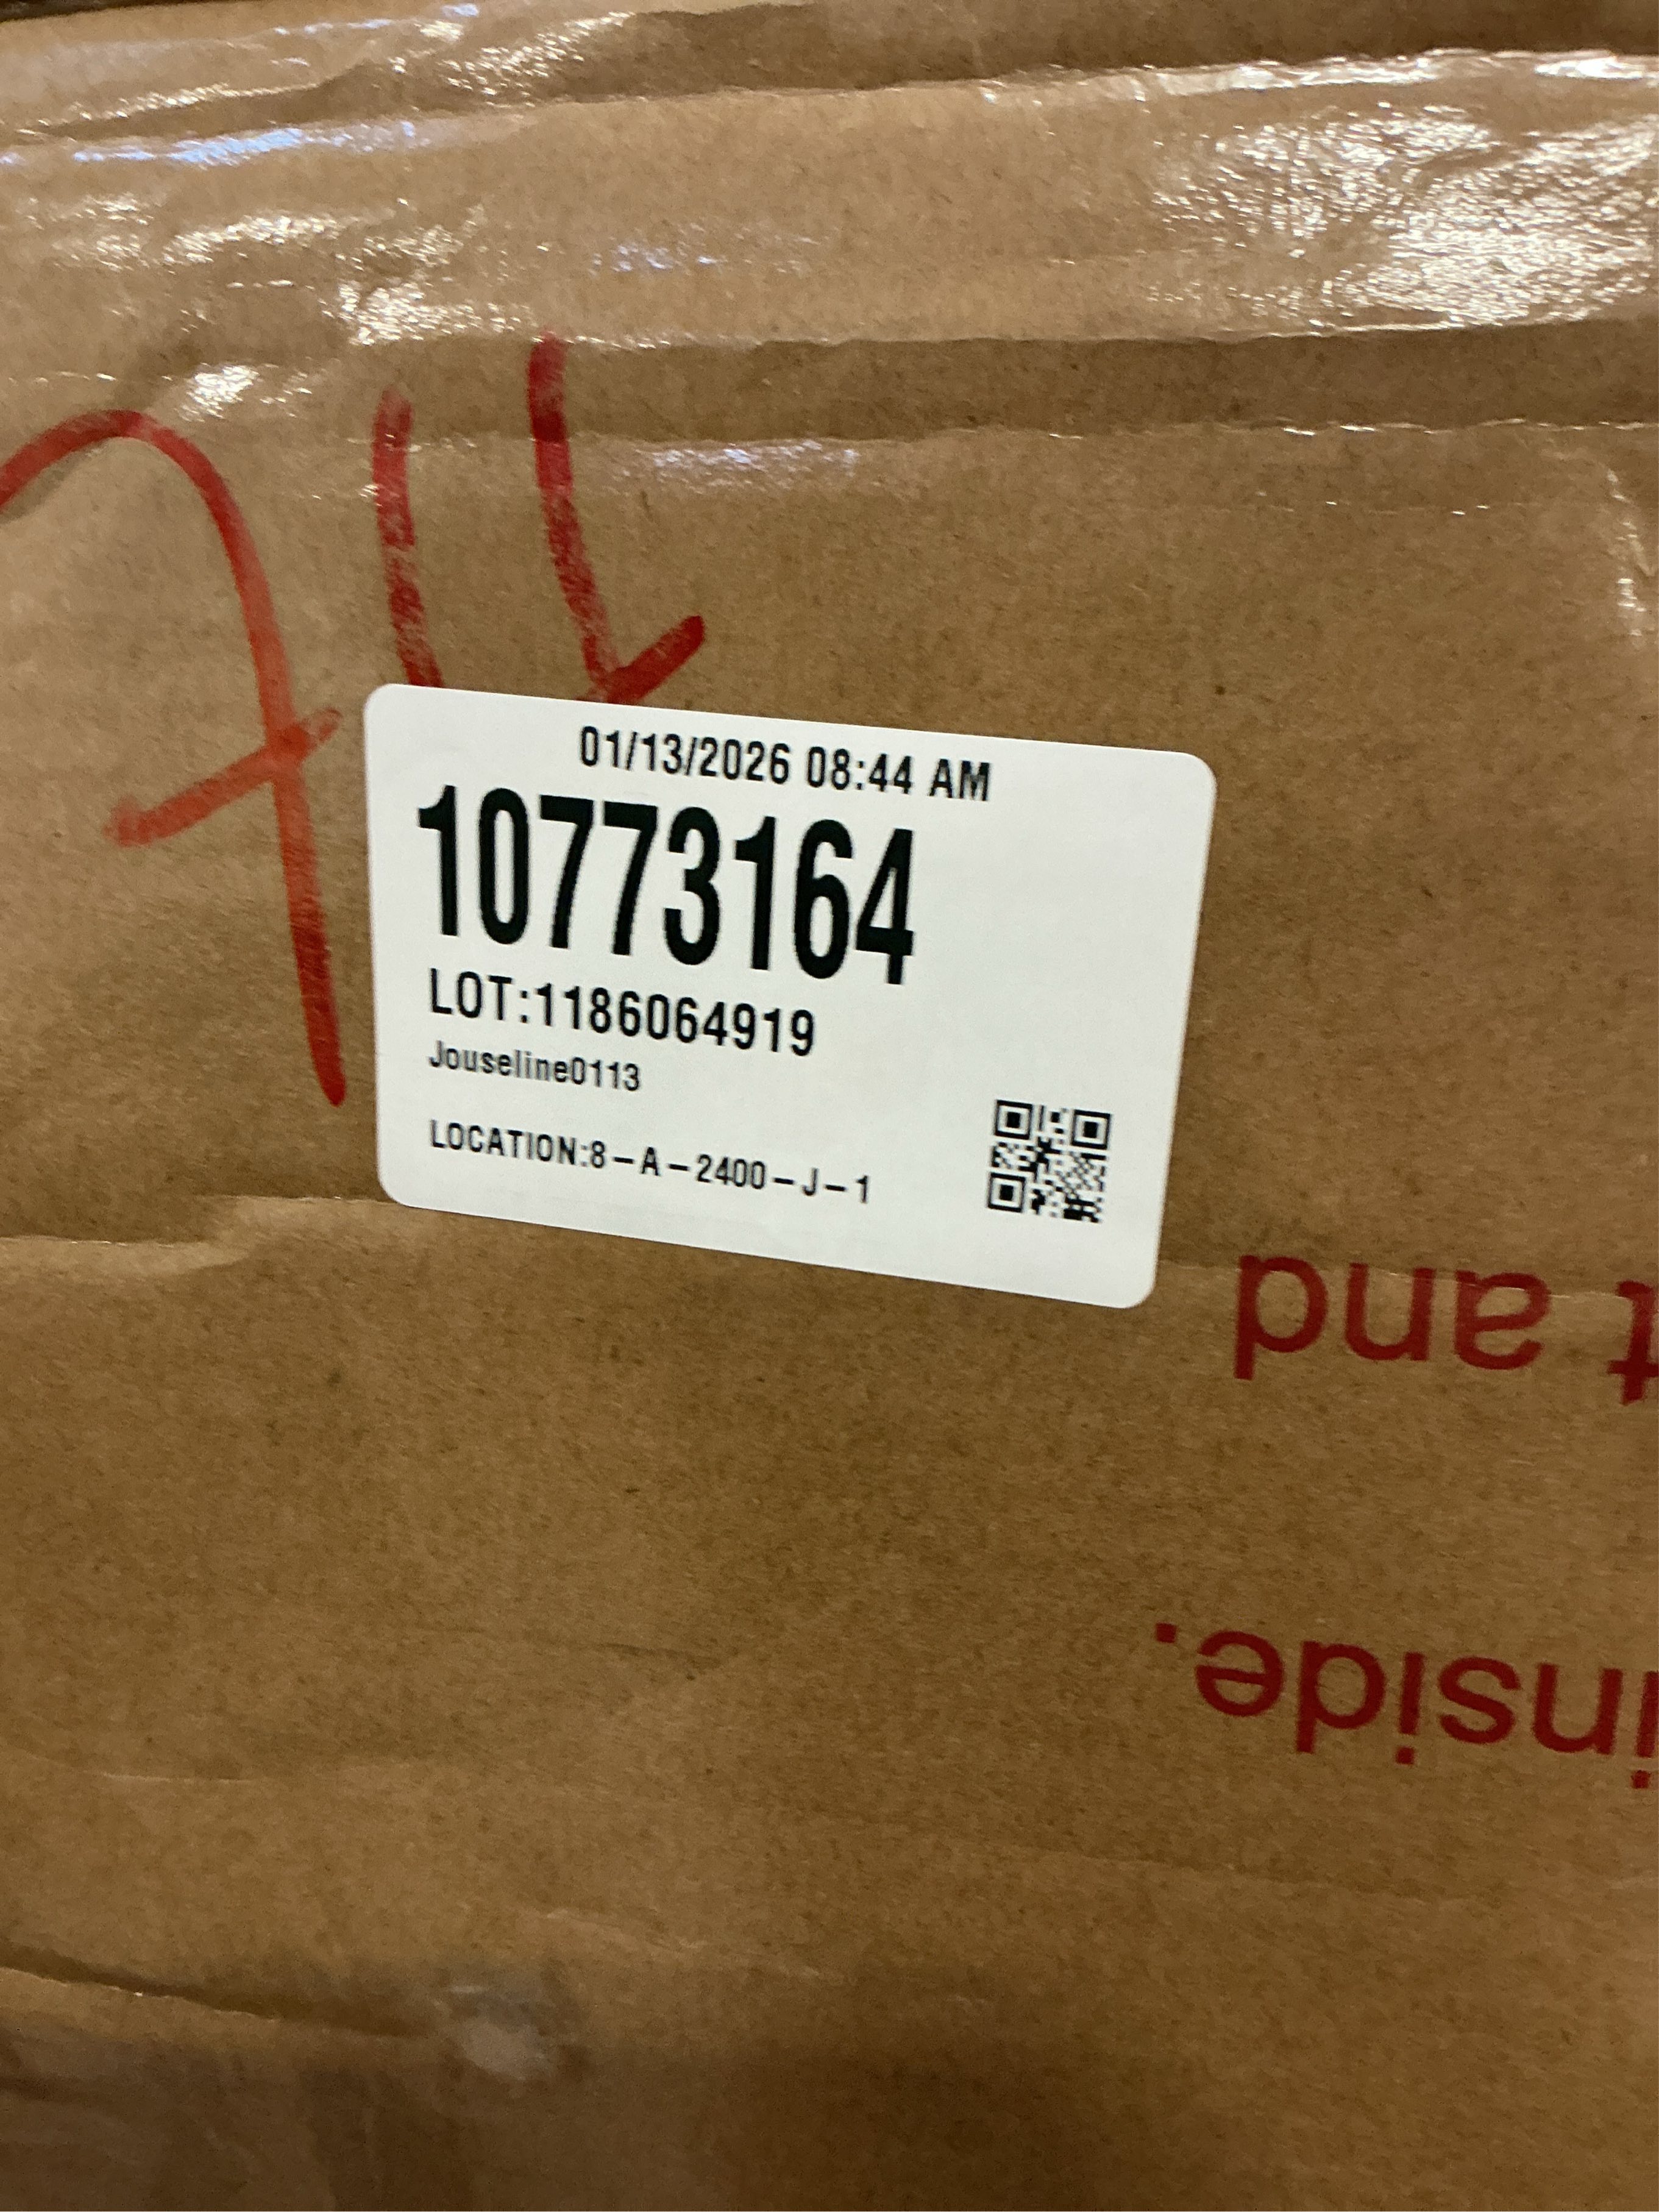 01/13/2026 08:44 AM
10773164
LOT:1186064919
Jouseline0113
LOCATION:8-A-2400-J-1
and
inside.